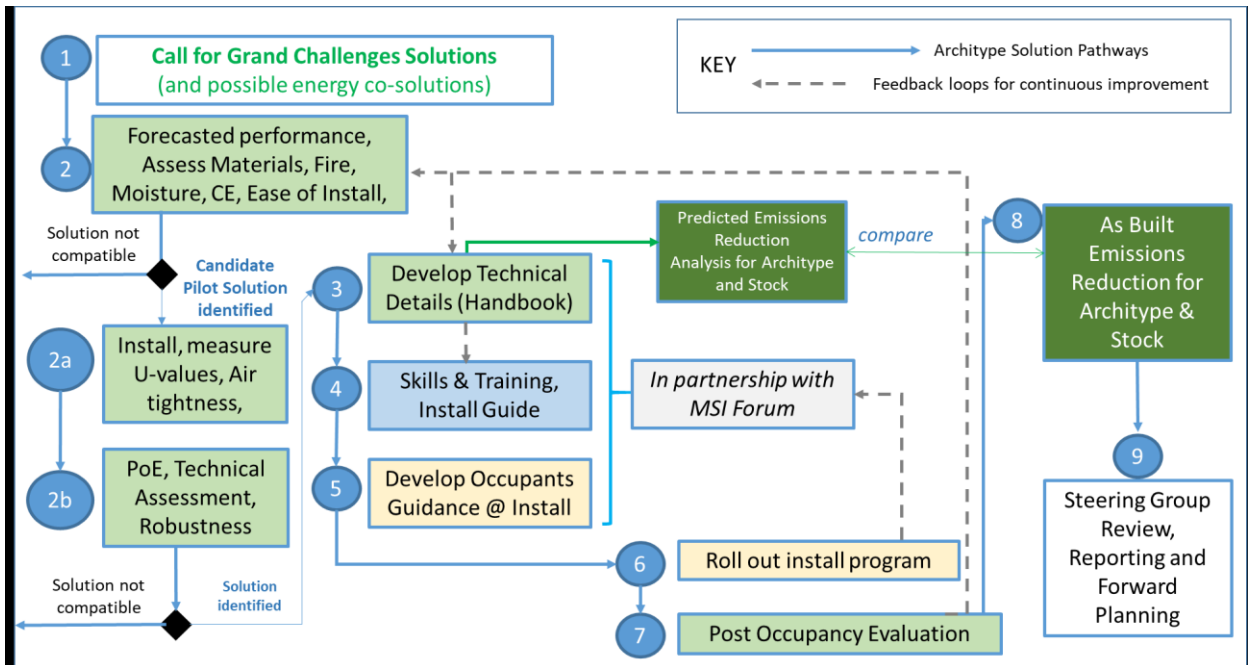 1
Call for Grand Challenges Solutions
(and possible energy co-solutions)
KEY
Architype Solution Pathways
Feedback loops for continuous improvement
2
Forecasted performance,
Assess Materials, Fire,
Moisture, CE, Ease of Install,
Solution not
compatible
Candidate
Pilot Solution
identified
2a
Install, measure
U-values, Air
tightness,
2b
PoE, Technical
Assessment,
Robustness
Solution not
compatible
Solution
identified
3
Develop Technical
Details (Handbook)
4
Skills & Training,
Install Guide
5
Develop Occupants
Guidance @ Install
In partnership with
MSI Forum
Predicted Emissions
Reduction
Analysis for Architype
and Stock
compare
6
Roll out install program
7
Post Occupancy Evaluation
8
As Built
Emissions
Reduction for
Architype &
Stock
9
Steering Group
Review,
Reporting and
Forward
Planning